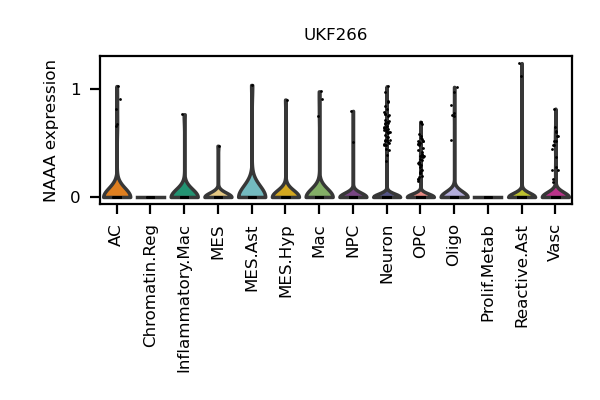 UKF266
NAAA expression
1
0
AC
Chromatin.Reg
Inflammatory.Mac
MES
MES.Ast
MES.Hyp
Mac
NPC
Neuron
OPC
Oligo
Prolif.Metab
Reactive.Ast
Vasc